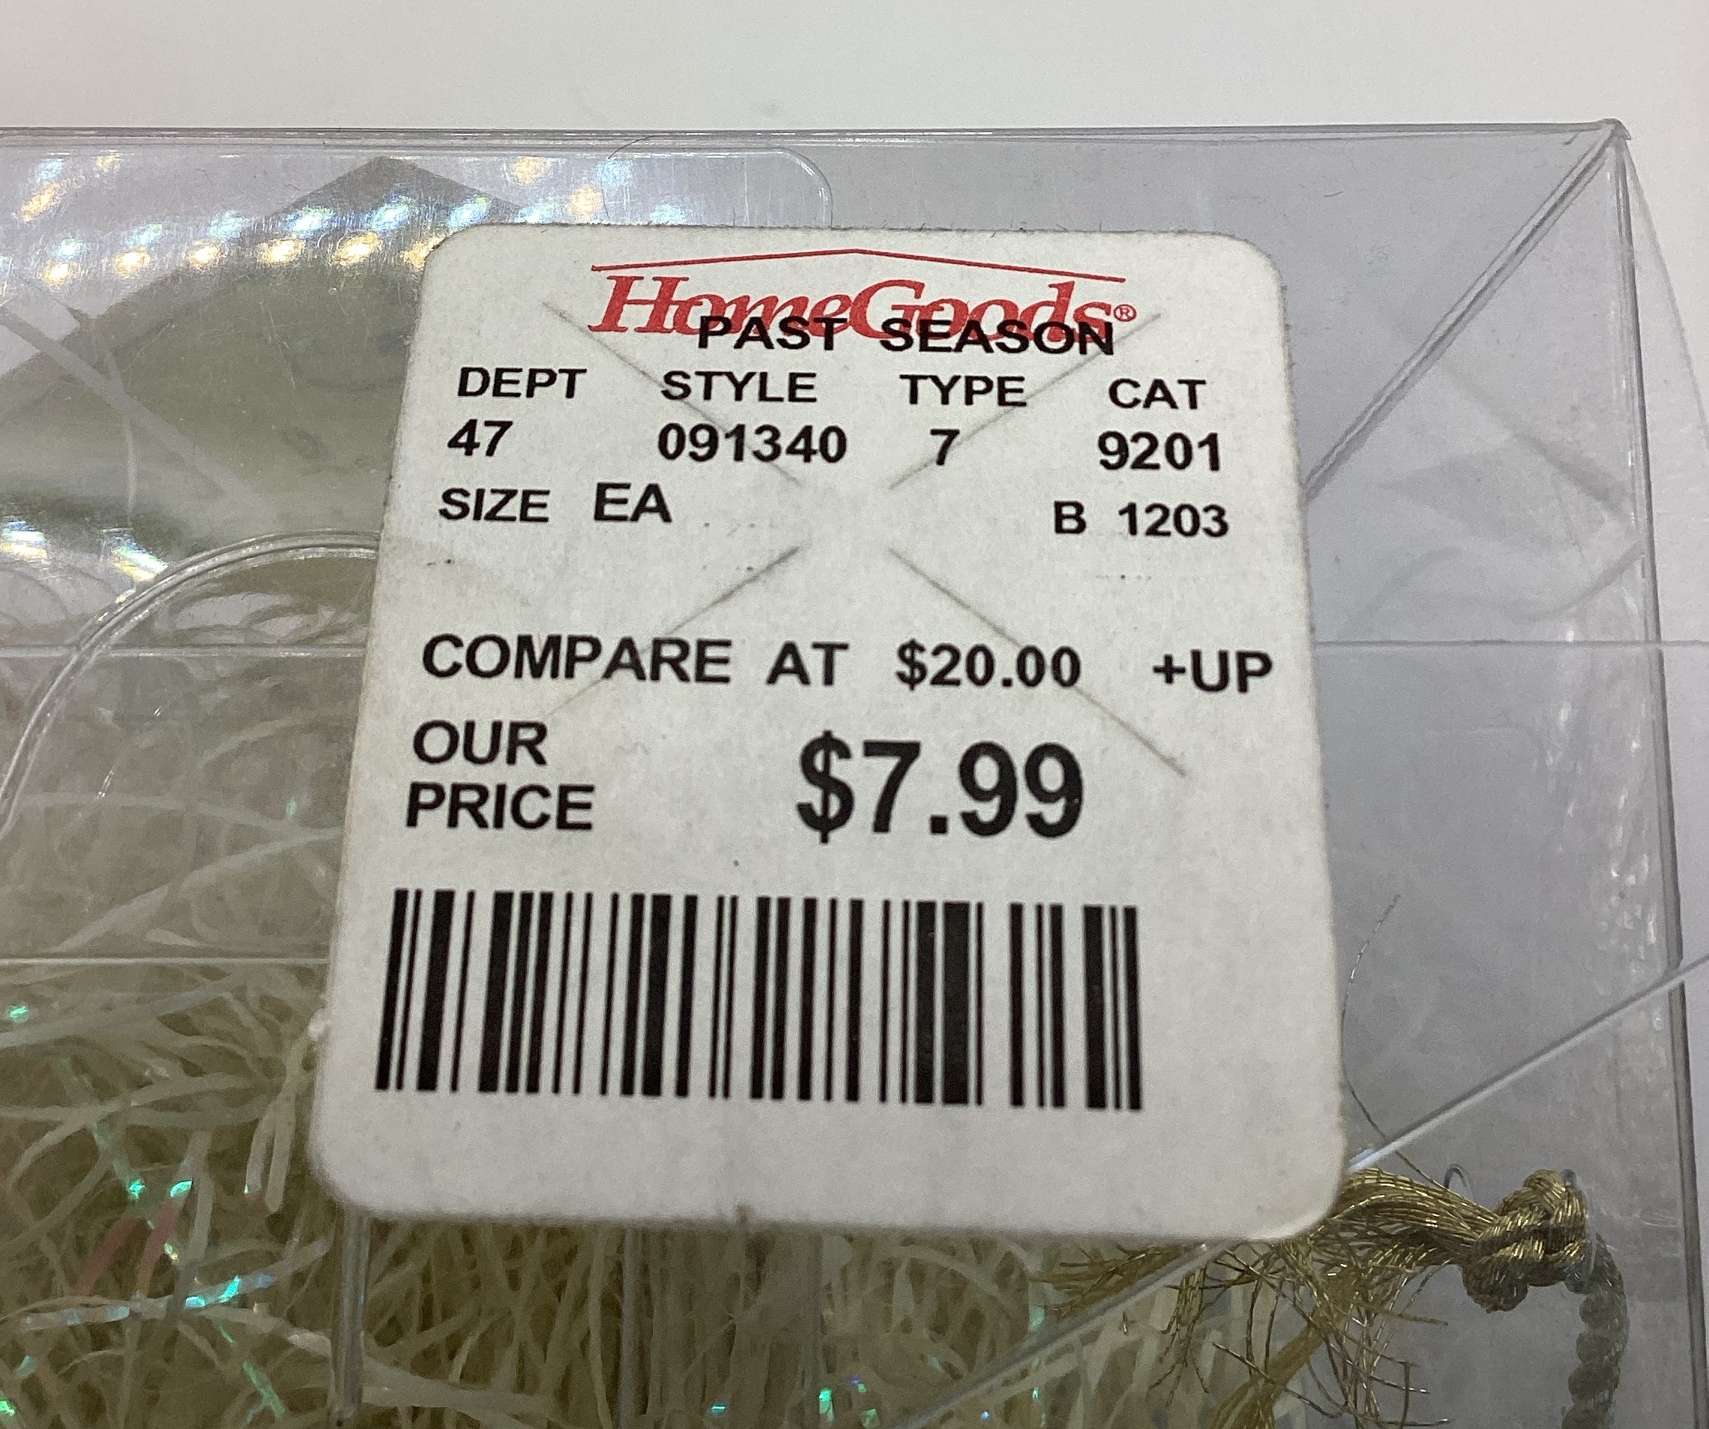 HomeGoods®
PAST SEASON
DEPT STYLE TYPE CAT
47 091340 7 9201
SIZE EA B 1203
COMPARE AT $20.00 +UP
OUR
PRICE $7.99